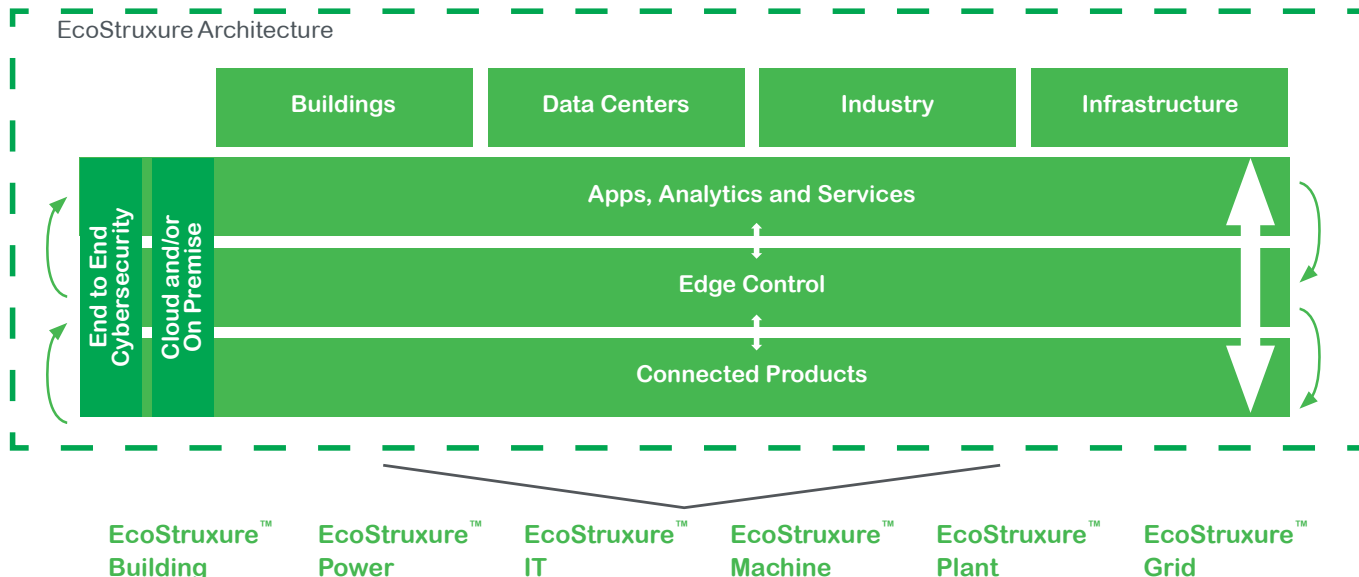 EcoStruxure Architecture
Buildings
Data Centers
Industry
Infrastructure
End to End
Cybersecurity
Cloud and/or
On Premise
Apps, Analytics and Services
Edge Control
Connected Products
EcoStruxure™
Building
EcoStruxure™
Power
EcoStruxure™
IT
EcoStruxure™
Machine
EcoStruxure™
Plant
EcoStruxure™
Grid